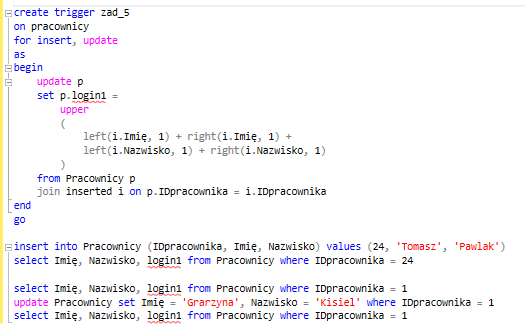 create trigger zad_5
on pracownicy
for insert, update
as
begin
update p
set p.login1 =
upper
(
left(i.Imię, 1) + right(i.Imię, 1) +
left(i.Nazwisko, 1) + right(i.Nazwisko, 1)
)
from Pracownicy p
join inserted i on p.IDpracownika = i.IDpracownika
end
go
insert into Pracownicy (IDpracownika, Imię, Nazwisko) values (24, 'Tomasz', 'Pawlak')
select Imię, Nazwisko, login1 from Pracownicy where IDpracownika = 24
select Imię, Nazwisko, login1 from Pracownicy where IDpracownika = 1
update Pracownicy set Imię = 'Grarzyna', Nazwisko = 'Kisiel' where IDpracownika = 1
select Imię, Nazwisko, login1 from Pracownicy where IDpracownika = 1